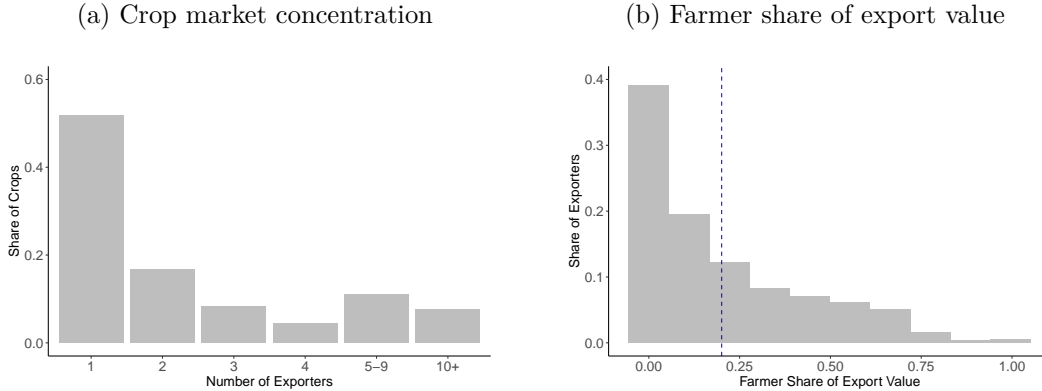 (a) Crop market concentration
0.6
0.4
0.2
0.0
Share of Crops
1 2 3 4 5–9 10+
Number of Exporters
(b) Farmer share of export value
0.4
0.3
0.2
0.1
0.0
Share of Exporters
0.00 0.25 0.50 0.75 1.00
Farmer Share of Export Value